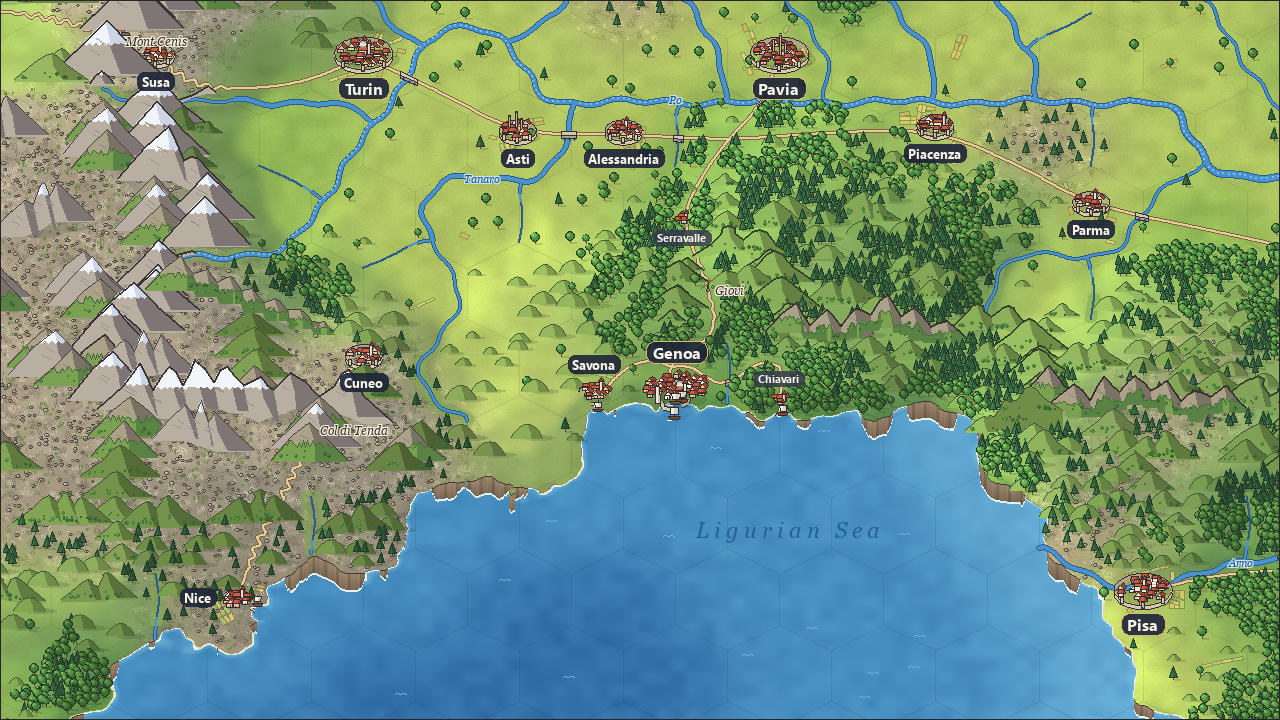 Mont Cenis
Susa
Turin
Pavia
Po
Asti
Alessandria
Piacenza
Tanaro
Parma
Serravalle
Giovi
Genoa
Savona
Cuneo
Chiavari
Col di Tenda
Ligurian Sea
Arno
Nice
Pisa